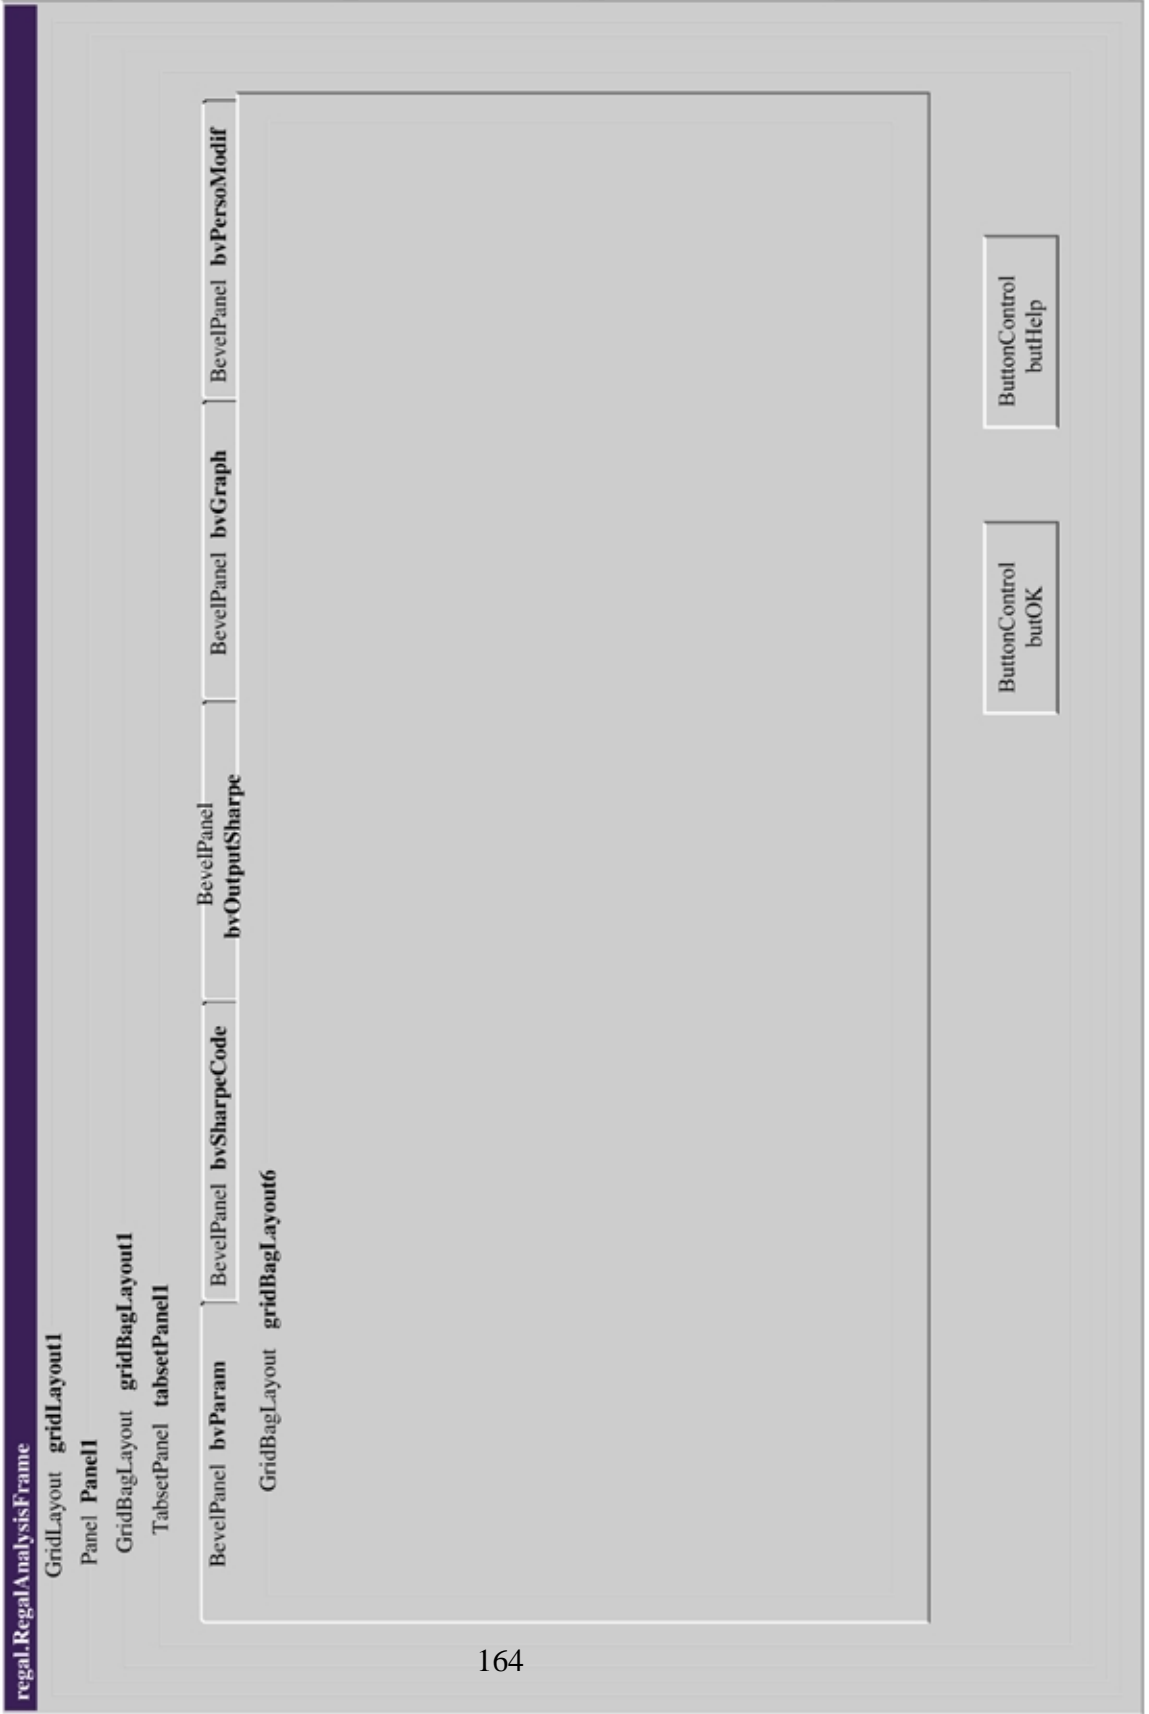 regal.RegalAnalysisFrame
GridLayout gridLayout1
Panel Panel1
GridBagLayout gridBagLayout1
TabsetPanel tabsetPanel1
BevelPanel bvParam
BevelPanel bvSharpeCode
BevelPanel
bvOutputSharpe
BevelPanel bvGraph
BevelPanel bvPersoModif
GridBagLayout gridBagLayout6
ButtonControl
butOK
ButtonControl
butHelp
164